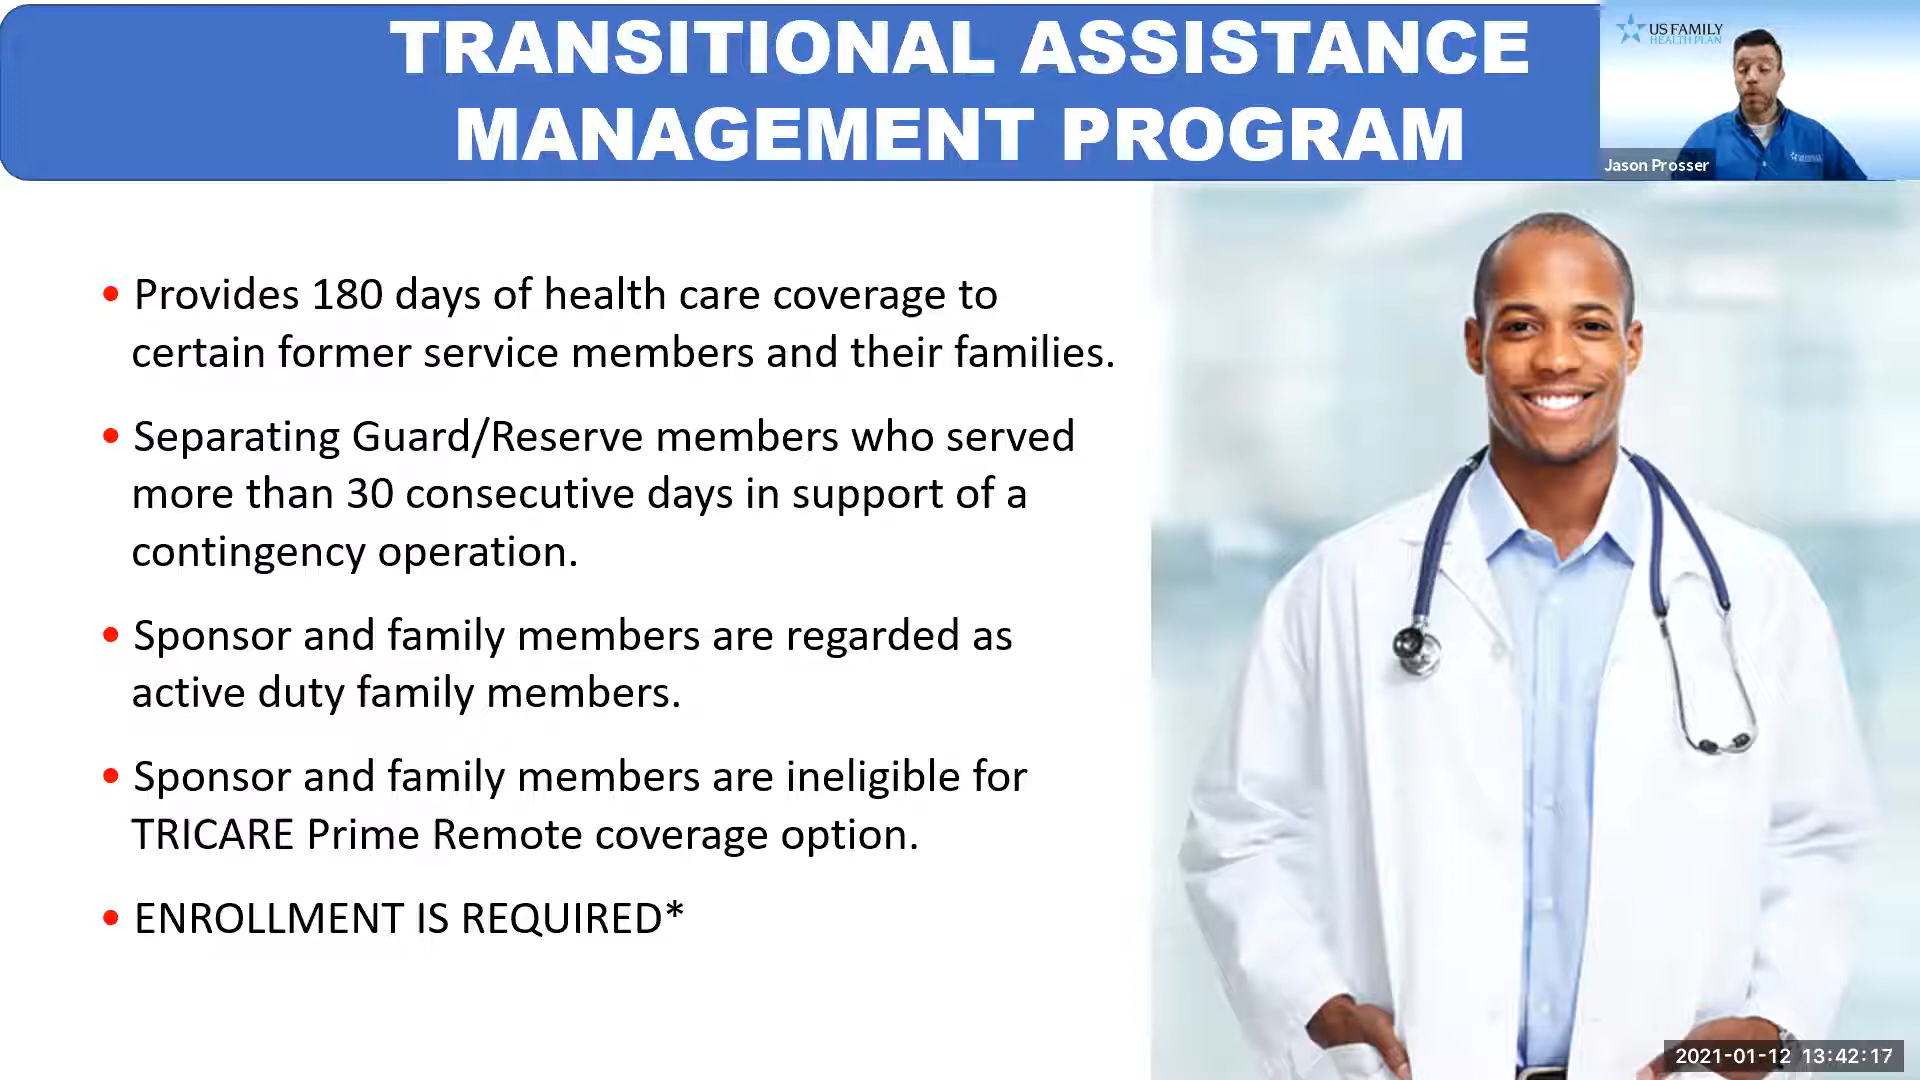 TRANSITIONAL ASSISTANCE
MANAGEMENT PROGRAM
US FAMILY
HEALTH PLAN
Jason Prosser
• Provides 180 days of health care coverage to
certain former service members and their families.
• Separating Guard/Reserve members who served
more than 30 consecutive days in support of a
contingency operation.
• Sponsor and family members are regarded as
active duty family members.
• Sponsor and family members are ineligible for
TRICARE Prime Remote coverage option.
• ENROLLMENT IS REQUIRED*
2021-01-12 13:42:17